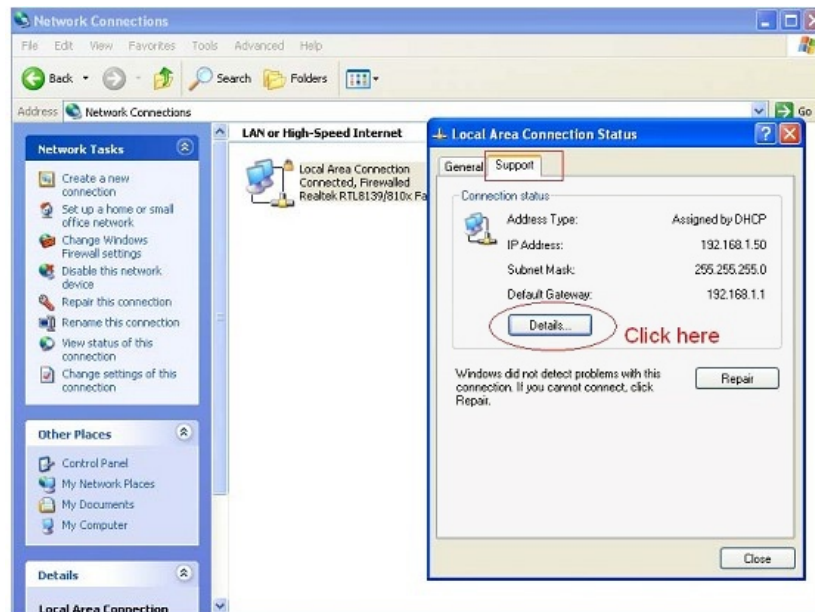 Network Connections
File Edit View Favorites Tools Advanced Help
Back Search Folders
Address Network Connections Go
Network Tasks
Create a new
connection
Set up a home or small
office network
Change Windows
Firewall settings
Disable this network
device
Repair this connection
Rename this connection
View status of this
connection
Change settings of this
connection
Other Places
Control Panel
My Network Places
My Documents
My Computer
Details
Local Area Connection
LAN or High-Speed Internet
Local Area Connection
Connected, Firewalled
Realtek RTL8139/810x Fa
Local Area Connection Status
General Support
Connection status
Address Type: Assigned by DHCP
IP Address: 192.168.1.50
Subnet Mask: 255.255.255.0
Default Gateway: 192.168.1.1
Details...
Click here
Windows did not detect problems with this
connection. If you cannot connect, click
Repair.
Repair
Close